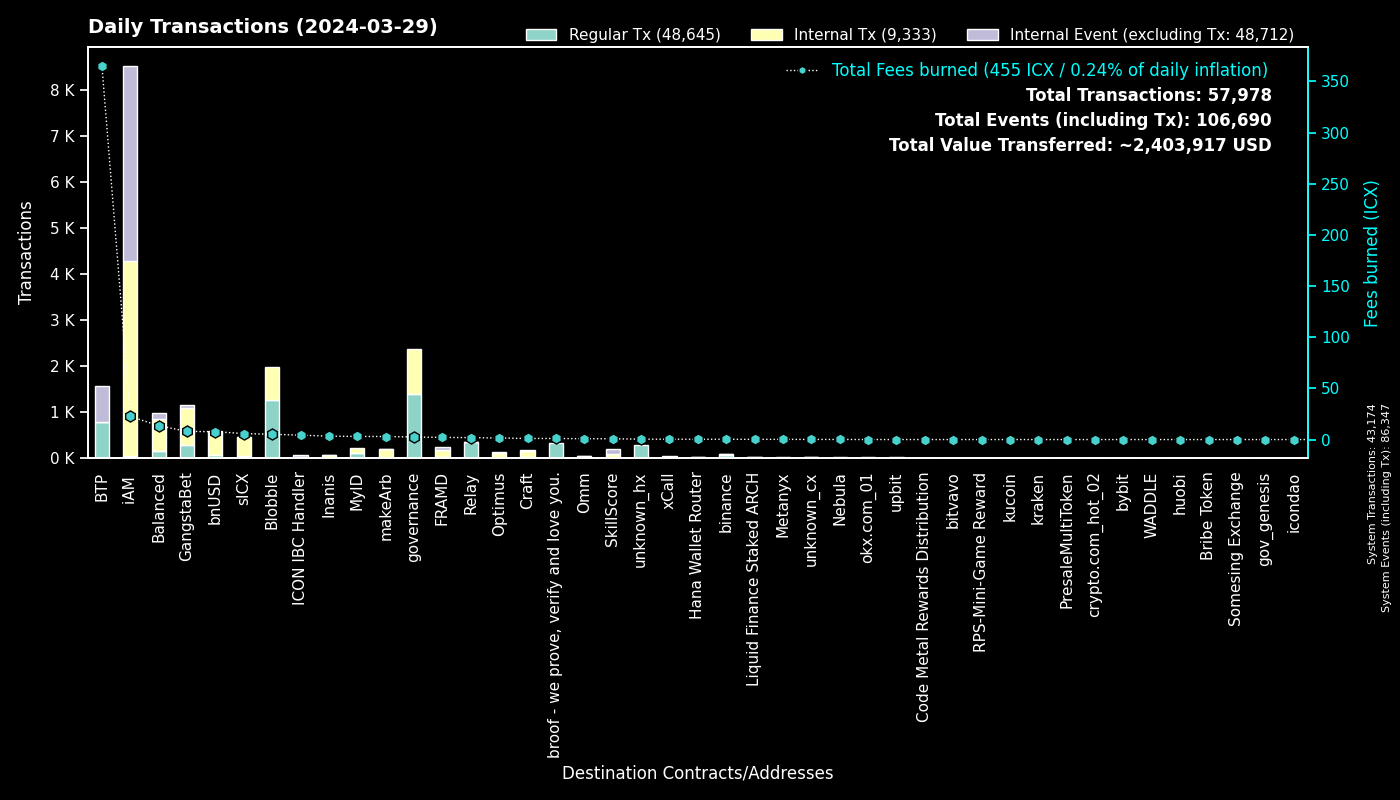 Daily Transactions (2024-03-29)
Regular Tx (48,645)
Internal Tx (9,333)
Internal Event (excluding Tx: 48,712)
Total Fees burned (455 ICX / 0.24% of daily inflation)
Total Transactions: 57,978
Total Events (including Tx): 106,690
Total Value Transferred: ~2,403,917 USD
Transactions
8 K
7 K
6 K
5 K
4 K
3 K
2 K
1 K
0 K
350
300
250
200
150
100
50
0
Fees burned (ICX)
System Transactions: 43,174
System Events (including Tx): 86,347
BTP
iAM
Balanced
GangstaBet
bnUSD
sICX
Blobble
ICON IBC Handler
Inanis
MyID
makeArb
governance
FRAMD
Relay
Optimus
Craft
broof - we prove, verify and love you.
Omm
SkillScore
unknown_hx
xCall
Hana Wallet Router
binance
Liquid Finance Staked ARCH
Metanyx
unknown_cx
Nebula
okx.com_01
upbit
Code Metal Rewards Distribution
bitvavo
RPS-Mini-Game Reward
kucoin
kraken
PresaleMultiToken
crypto.com_hot_02
bybit
WADDLE
huobi
Bribe Token
Somesing Exchange
gov_genesis
icondao
Destination Contracts/Addresses